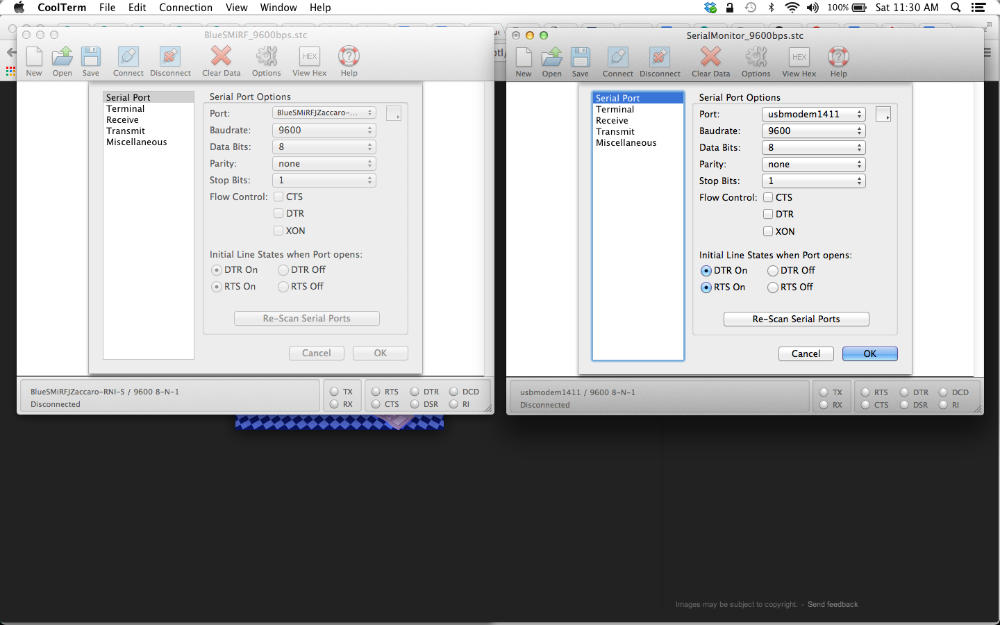 CoolTerm File Edit Connection View Window Help 100% Sat 11:30 AM
BlueSMiRF_9600bps.stc
New Open Save Connect Disconnect Clear Data Options View Hex Help
HEX
Serial Port
Terminal
Receive
Transmit
Miscellaneous
Serial Port Options
Port: BlueSMiRFJZaccaro-...
Baudrate: 9600
Data Bits: 8
Parity: none
Stop Bits: 1
Flow Control: CTS
DTR
XON
Initial Line States when Port opens:
DTR On DTR Off
RTS On RTS Off
Re-Scan Serial Ports
Cancel OK
BlueSMiRFJZaccaro-RNI-S / 9600 8-N-1
Disconnected
TX RTS DTR DCD
RX CTS DSR RI
SerialMonitor_9600bps.stc
New Open Save Connect Disconnect Clear Data Options View Hex Help
HEX
Serial Port
Terminal
Receive
Transmit
Miscellaneous
Serial Port Options
Port: usbmodem1411
Baudrate: 9600
Data Bits: 8
Parity: none
Stop Bits: 1
Flow Control: CTS
DTR
XON
Initial Line States when Port opens:
DTR On DTR Off
RTS On RTS Off
Re-Scan Serial Ports
Cancel OK
usbmodem1411 / 9600 8-N-1
Disconnected
TX RTS DTR DCD
RX CTS DSR RI
Images may be subject to copyright. - Send feedback